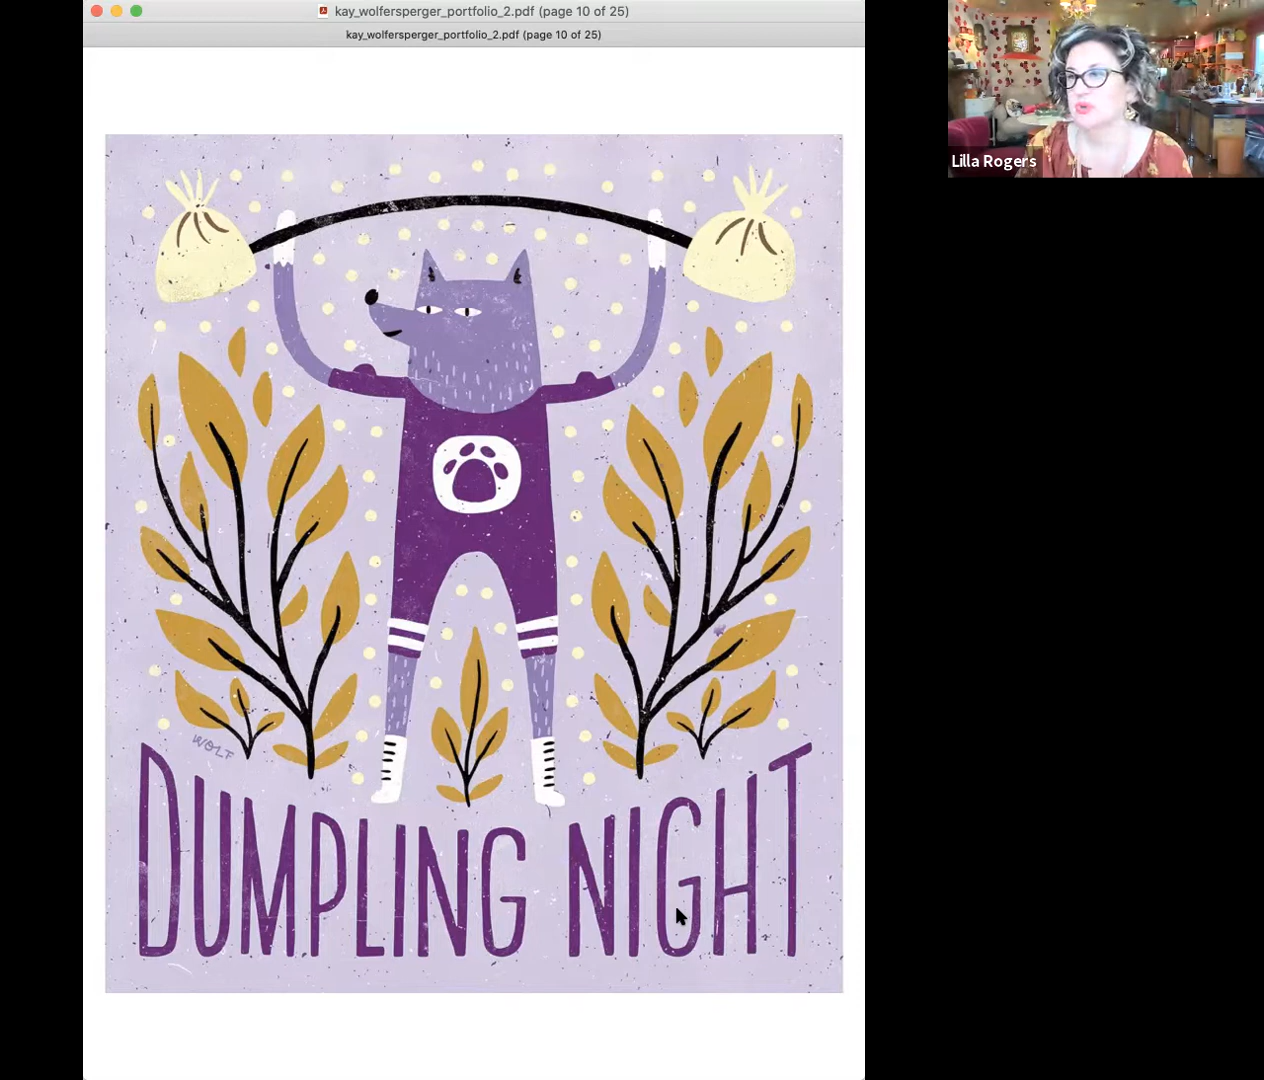 kay_wolfersperger_portfolio_2.pdf (page 10 of 25)
kay_wolfersperger_portfolio_2.pdf (page 10 of 25)
Lilla Rogers
WOLF
DUMPLING NIGHT